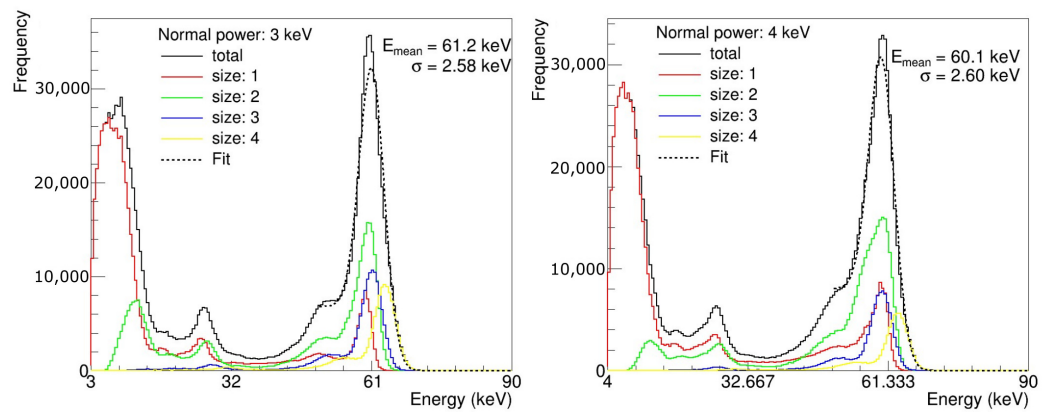 Frequency
Normal power: 3 keV
total
size: 1
size: 2
size: 3
size: 4
Fit
E_mean = 61.2 keV
σ = 2.58 keV
30,000
20,000
10,000
0
3
32
61
90
Energy (keV)
Frequency
Normal power: 4 keV
total
size: 1
size: 2
size: 3
size: 4
Fit
E_mean = 60.1 keV
σ = 2.60 keV
30,000
20,000
10,000
0
4
32.667
61.333
90
Energy (keV)